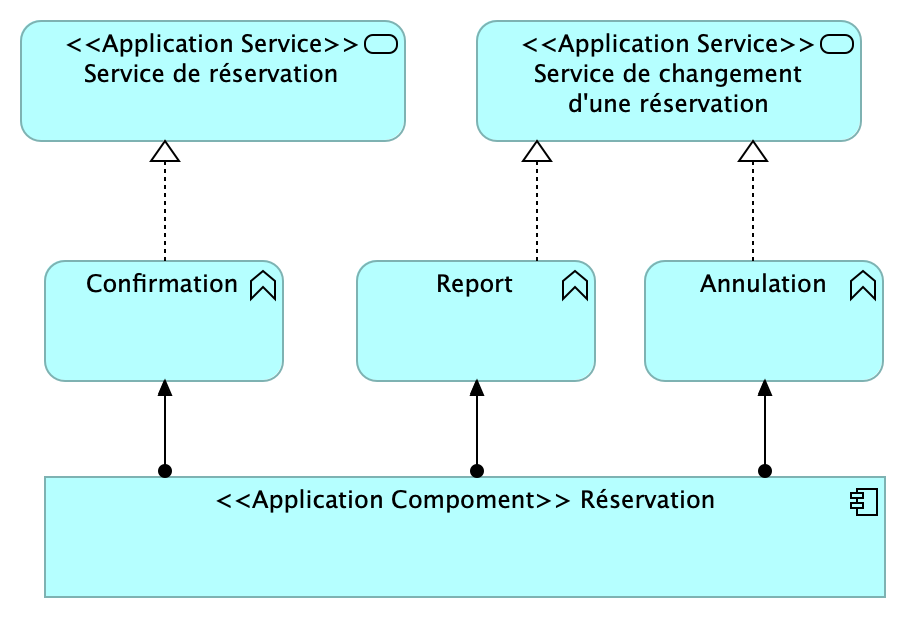 <<Application Service>>
Service de réservation
<<Application Service>>
Service de changement
d'une réservation
Confirmation
Report
Annulation
<<Application Compoment>> Réservation